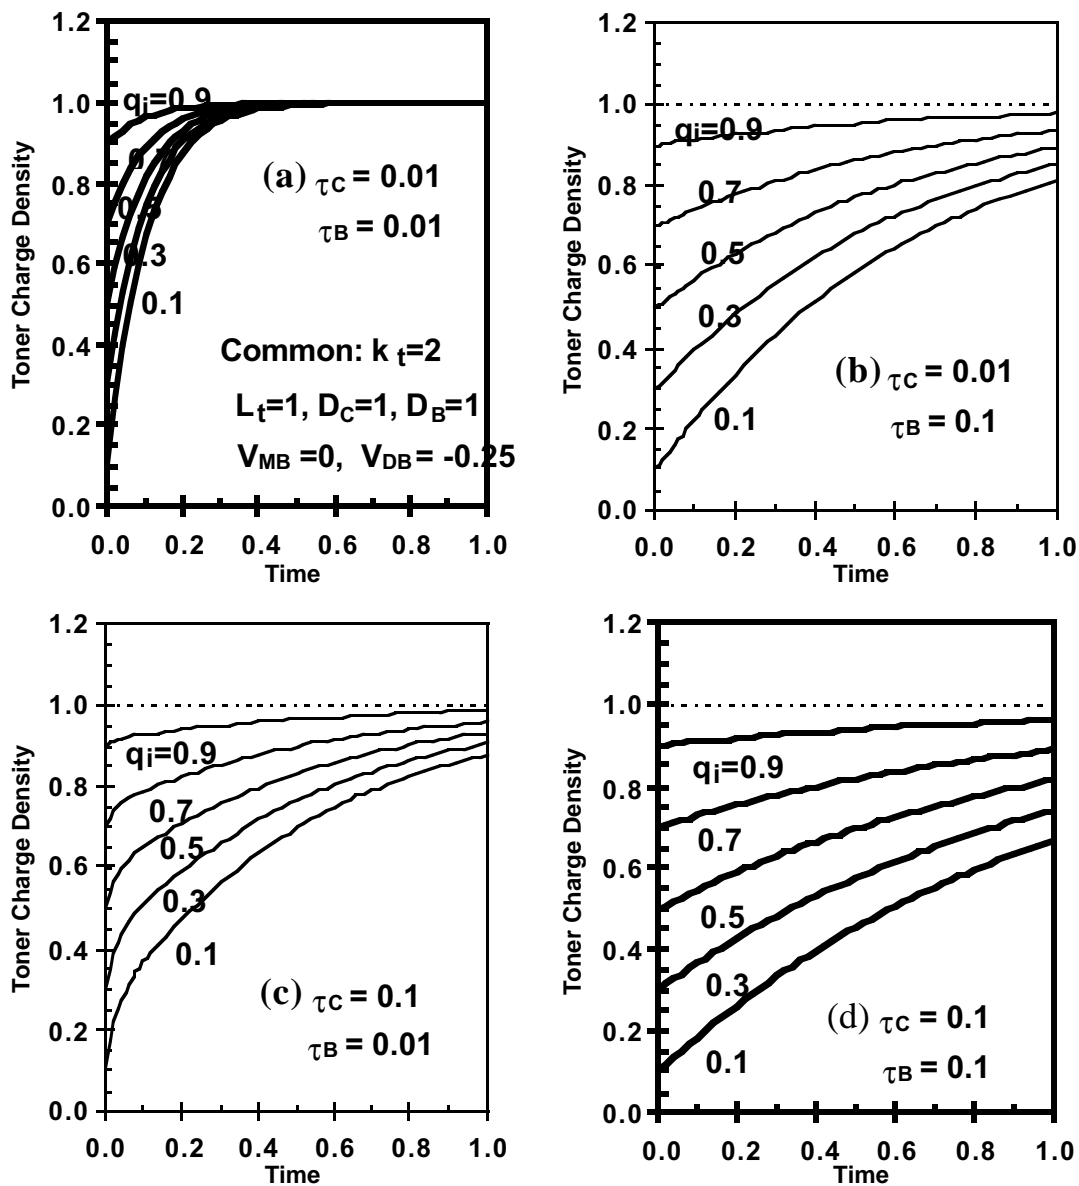 1.2
1.0
0.8
0.6
0.4
0.2
0.0
Toner Charge Density
qi=0.9
0.7
0.5
0.3
0.1
(a) τC = 0.01
τB = 0.01
Common: k t=2
Lt=1, DC=1, DB=1
VMB =0, VDB= -0.25
0.0 0.2 0.4 0.6 0.8 1.0
Time
1.2
1.0
0.8
0.6
0.4
0.2
0.0
Toner Charge Density
qi=0.9
0.7
0.5
0.3
0.1
(b) τC = 0.01
τB = 0.1
0.0 0.2 0.4 0.6 0.8 1.0
Time
1.2
1.0
0.8
0.6
0.4
0.2
0.0
Toner Charge Density
qi=0.9
0.7
0.5
0.3
0.1
(c) τC = 0.1
τB = 0.01
0.0 0.2 0.4 0.6 0.8 1.0
Time
1.2
1.0
0.8
0.6
0.4
0.2
0.0
Toner Charge Density
qi=0.9
0.7
0.5
0.3
0.1
(d) τC = 0.1
τB = 0.1
0.0 0.2 0.4 0.6 0.8 1.0
Time